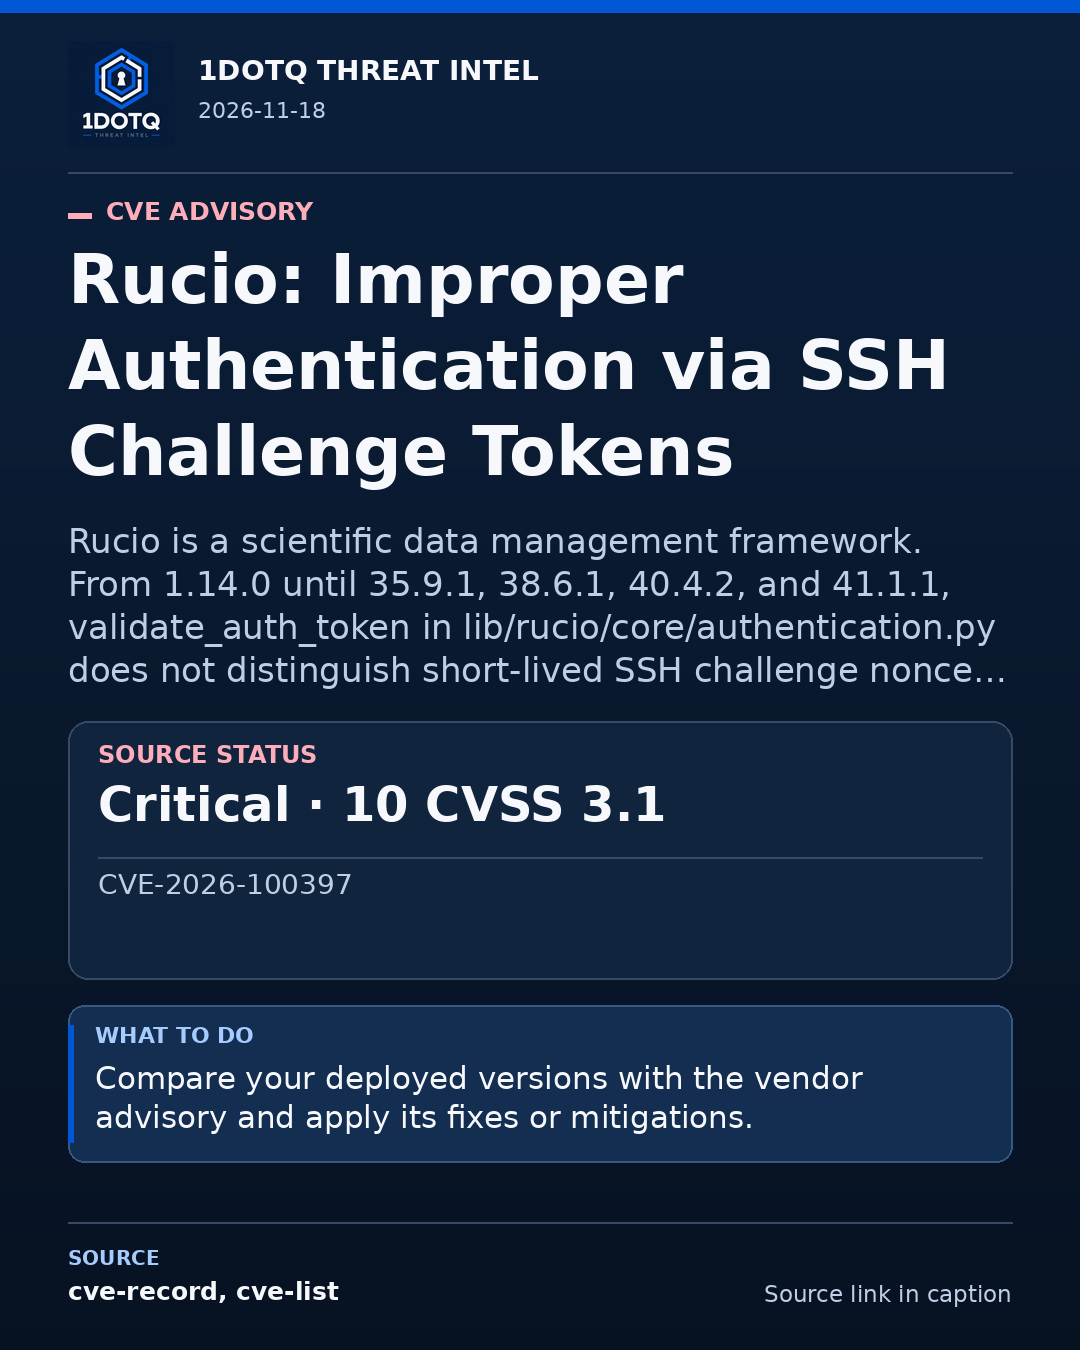 1DOTQ
THREAT INTEL
1DOTQ THREAT INTEL
2026-11-18
CVE ADVISORY
Rucio: Improper
Authentication via SSH
Challenge Tokens
Rucio is a scientific data management framework.
From 1.14.0 until 35.9.1, 38.6.1, 40.4.2, and 41.1.1,
validate_auth_token in lib/rucio/core/authentication.py
does not distinguish short-lived SSH challenge nonce…
SOURCE STATUS
Critical · 10 CVSS 3.1
CVE-2026-100397
WHAT TO DO
Compare your deployed versions with the vendor
advisory and apply its fixes or mitigations.
SOURCE
cve-record, cve-list
Source link in caption